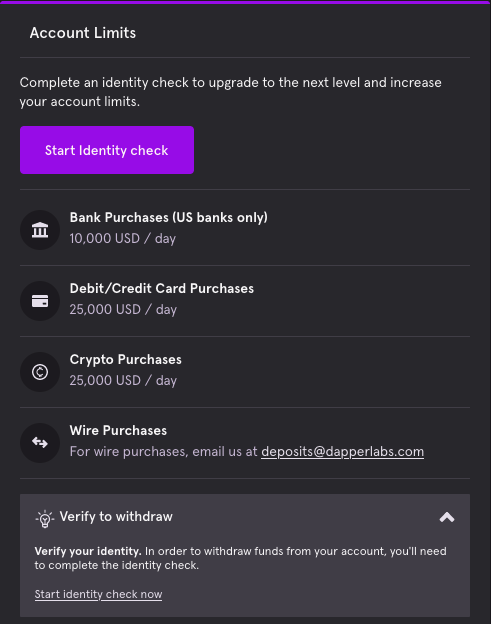 Account Limits
Complete an identity check to upgrade to the next level and increase
your account limits.
Start Identity check
Bank Purchases (US banks only)
10,000 USD / day
Debit/Credit Card Purchases
25,000 USD / day
Crypto Purchases
25,000 USD / day
Wire Purchases
For wire purchases, email us at deposits@dapperlabs.com
Verify to withdraw
Verify your identity. In order to withdraw funds from your account, you'll need
to complete the identity check.
Start identity check now